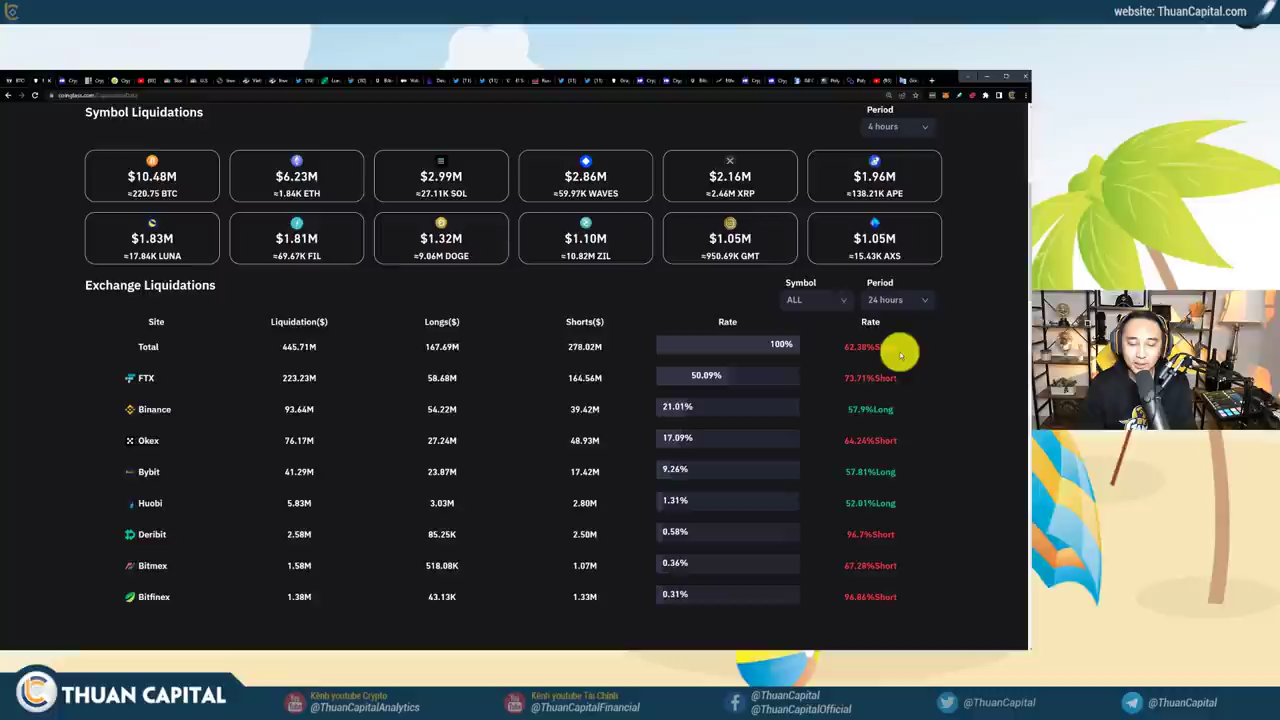 website: ThuanCapital.com
Symbol Liquidations
Period
4 hours
$10.48M
≈220.75 BTC
$6.23M
≈1.84K ETH
$2.99M
≈27.11K SOL
$2.86M
≈59.97K WAVES
$2.16M
≈2.46M XRP
$1.96M
≈138.21K APE
$1.83M
≈17.84K LUNA
$1.81M
≈69.67K FIL
$1.32M
≈9.06M DOGE
$1.10M
≈10.82M ZIL
$1.05M
≈950.69K GMT
$1.05M
≈15.43K AXS
Exchange Liquidations
Symbol
ALL
Period
24 hours
Site Liquidation($) Longs($) Shorts($) Rate Rate
Total 445.71M 167.69M 278.02M 100% 62.38%
FTX 223.23M 58.68M 164.56M 50.09% 73.71%Short
Binance 93.64M 54.22M 39.42M 21.01% 57.9%Long
Okex 76.17M 27.24M 48.93M 17.09% 64.24%Short
Bybit 41.29M 23.87M 17.42M 9.26% 57.81%Long
Huobi 5.83M 3.03M 2.80M 1.31% 52.01%Long
Deribit 2.58M 85.25K 2.50M 0.58% 96.7%Short
Bitmex 1.58M 518.08K 1.07M 0.36% 67.28%Short
Bitfinex 1.38M 43.13K 1.33M 0.31% 96.86%Short
THUAN CAPITAL
Kênh youtube Crypto
@ThuanCapitalAnalytics
Kênh youtube Tài Chính
@ThuanCapitalFinancial
@ThuanCapital
@ThuanCapitalOfficial
@ThuanCapital
@ThuanCapital